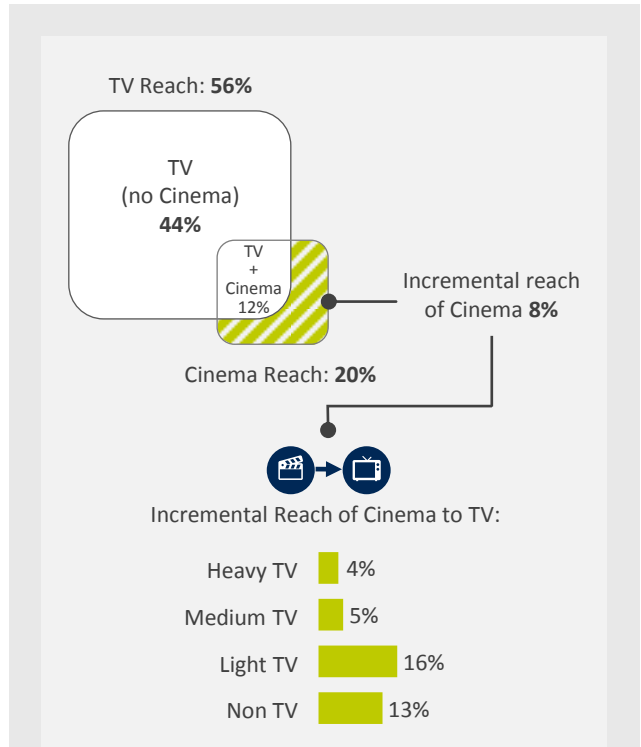 TV Reach: 56%
TV
(no Cinema)
44%
TV
+
Cinema
12%
Incremental reach
of Cinema 8%
Cinema Reach: 20%
Incremental Reach of Cinema to TV:
Heavy TV 4%
Medium TV 5%
Light TV 16%
Non TV 13%